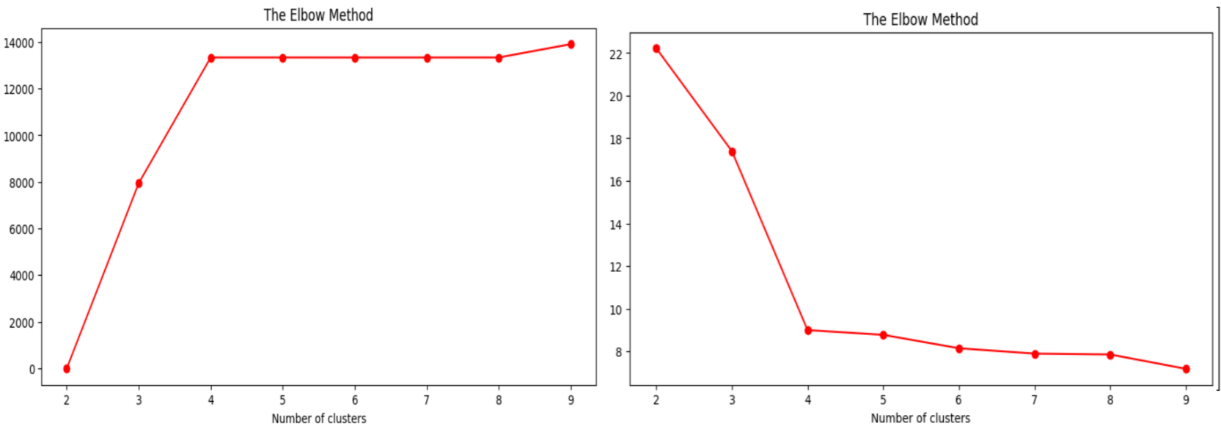 The Elbow Method
14000
12000
10000
8000
6000
4000
2000
0
2 3 4 5 6 7 8 9
Number of clusters
The Elbow Method
22
20
18
16
14
12
10
8
2 3 4 5 6 7 8 9
Number of clusters